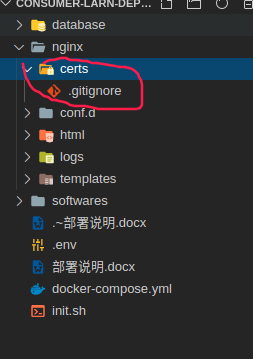 CONSUMER-LARN-DEP...
database
nginx
certs
.gitignore
conf.d
html
logs
templates
softwares
.~部署说明.docx
.env
部署说明.docx
docker-compose.yml
init.sh